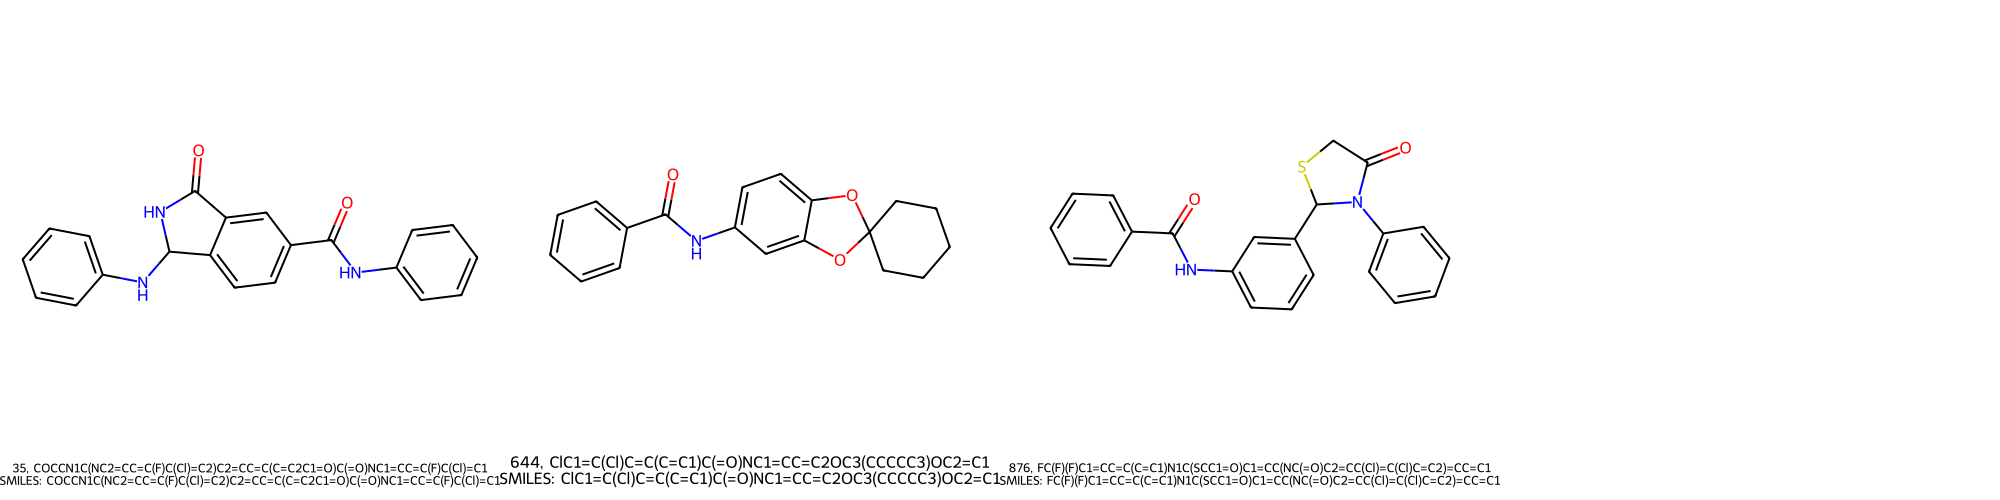 O
HN
N
H
O
HN
O
N
H
O
O
O
HN
S
N
O
35, COCCN1C(NC2=CC=C(F)C(Cl)=C2)C2=CC=C(C=C2C1=O)C(=O)NC1=CC=C(F)C(Cl)=C1
SMILES: COCCN1C(NC2=CC=C(F)C(Cl)=C2)C2=CC=C(C=C2C1=O)C(=O)NC1=CC=C(F)C(Cl)=C1
644, ClC1=C(Cl)C=C(C=C1)C(=O)NC1=CC=C2OC3(CCCCC3)OC2=C1
SMILES: ClC1=C(Cl)C=C(C=C1)C(=O)NC1=CC=C2OC3(CCCCC3)OC2=C1
876, FC(F)(F)C1=CC=C(C=C1)N1C(SCC1=O)C1=CC(NC(=O)C2=CC(Cl)=C(Cl)C=C2)=CC=C1
SMILES: FC(F)(F)C1=CC=C(C=C1)N1C(SCC1=O)C1=CC(NC(=O)C2=CC(Cl)=C(Cl)C=C2)=CC=C1